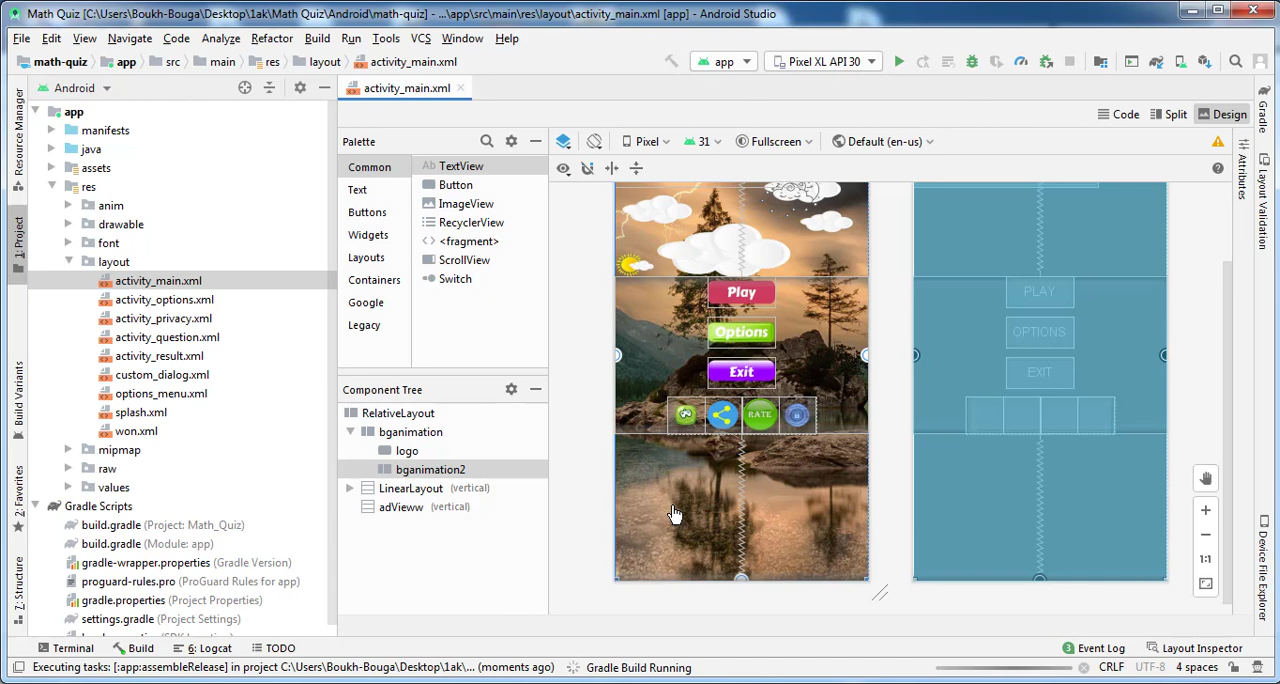 Math Quiz [C:\Users\Boukh-Bouga\Desktop\1ak\Math Quiz\Android\math-quiz] - ...\app\src\main\res\layout\activity_main.xml [app] - Android Studio
File Edit View Navigate Code Analyze Refactor Build Run Tools VCS Window Help
math-quiz app src main res layout activity_main.xml app Pixel XL API 30
Android activity_main.xml
Code Split Design
Resource Manager
1: Project
Build Variants
2: Favorites
7: Structure
app
manifests
java
assets
res
anim
drawable
font
layout
activity_main.xml
activity_options.xml
activity_privacy.xml
activity_question.xml
activity_result.xml
custom_dialog.xml
options_menu.xml
splash.xml
won.xml
mipmap
raw
values
Gradle Scripts
build.gradle (Project: Math_Quiz)
build.gradle (Module: app)
gradle-wrapper.properties (Gradle Version)
proguard-rules.pro (ProGuard Rules for app)
gradle.properties (Project Properties)
settings.gradle (Project Settings)
Palette
Common
Text
Buttons
Widgets
Layouts
Containers
Google
Legacy
Ab TextView
Button
ImageView
RecyclerView
<fragment>
ScrollView
Switch
Component Tree
RelativeLayout
bganimation
logo
bganimation2
LinearLayout (vertical)
adVieww (vertical)
Pixel 31 Fullscreen Default (en-us)
Play
Options
Exit
RATE
PLAY
OPTIONS
EXIT
1:1
Gradle
Attributes
Layout Validation
Device File Explorer
Terminal Build 6: Logcat TODO 3 Event Log Layout Inspector
Executing tasks: [:app:assembleRelease] in project C:\Users\Boukh-Bouga\Desktop\1ak\... (moments ago) Gradle Build Running CRLF UTF-8 4 spaces